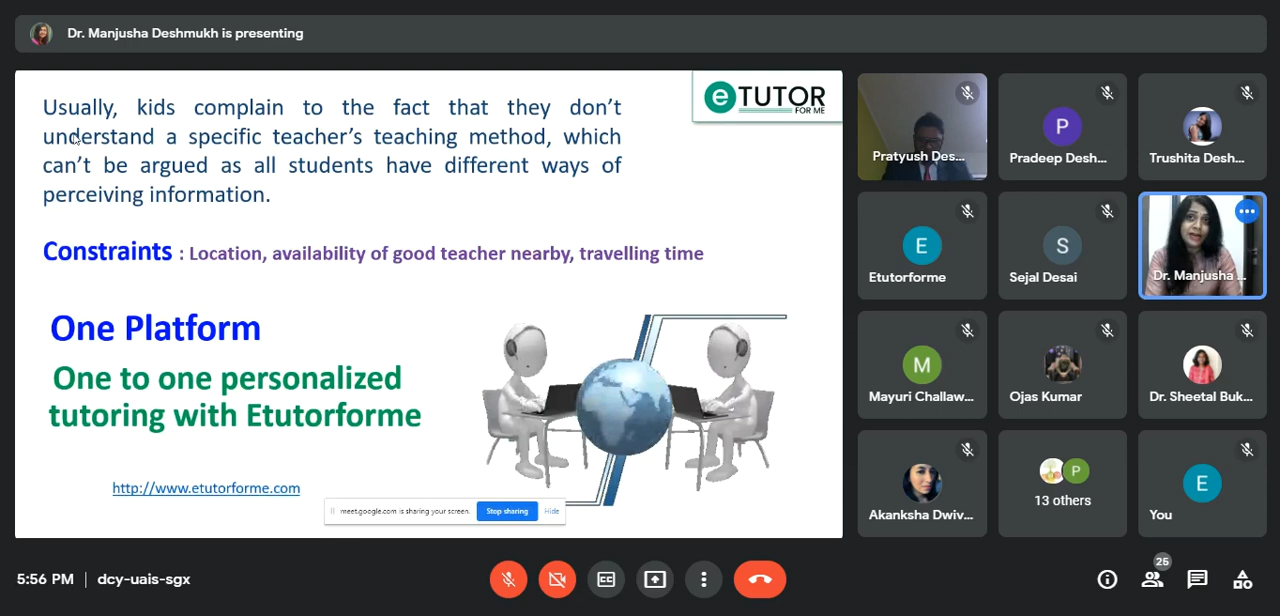 Dr. Manjusha Deshmukh is presenting
Usually, kids complain to the fact that they don't
understand a specific teacher's teaching method, which
can't be argued as all students have different ways of
perceiving information.
e TUTOR
FOR ME
Constraints : Location, availability of good teacher nearby, travelling time
One Platform
One to one personalized
tutoring with Etutorforme
http://www.etutorforme.com
meet.google.com is sharing your screen.
Stop sharing
Hide
Pratyush Des...
P
Pradeep Desh...
Trushita Desh...
E
Etutorforme
S
Sejal Desai
Dr. Manjusha ...
M
Mayuri Challaw...
Ojas Kumar
Dr. Sheetal Buk...
Akanksha Dwiv...
P
13 others
E
You
5:56 PM | dcy-uais-sgx
CC
25